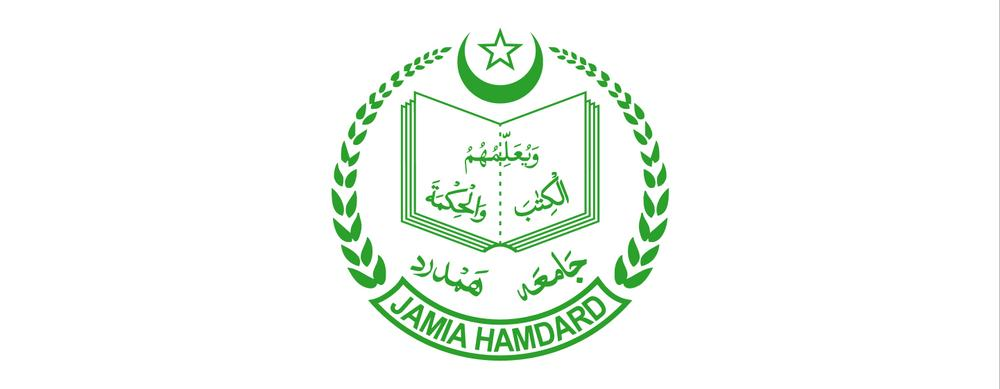 وَيُعَلِّمُهُمُ
الْكِتٰبَ وَالْحِكْمَةَ
جامعہ ہمدرد
JAMIA HAMDARD